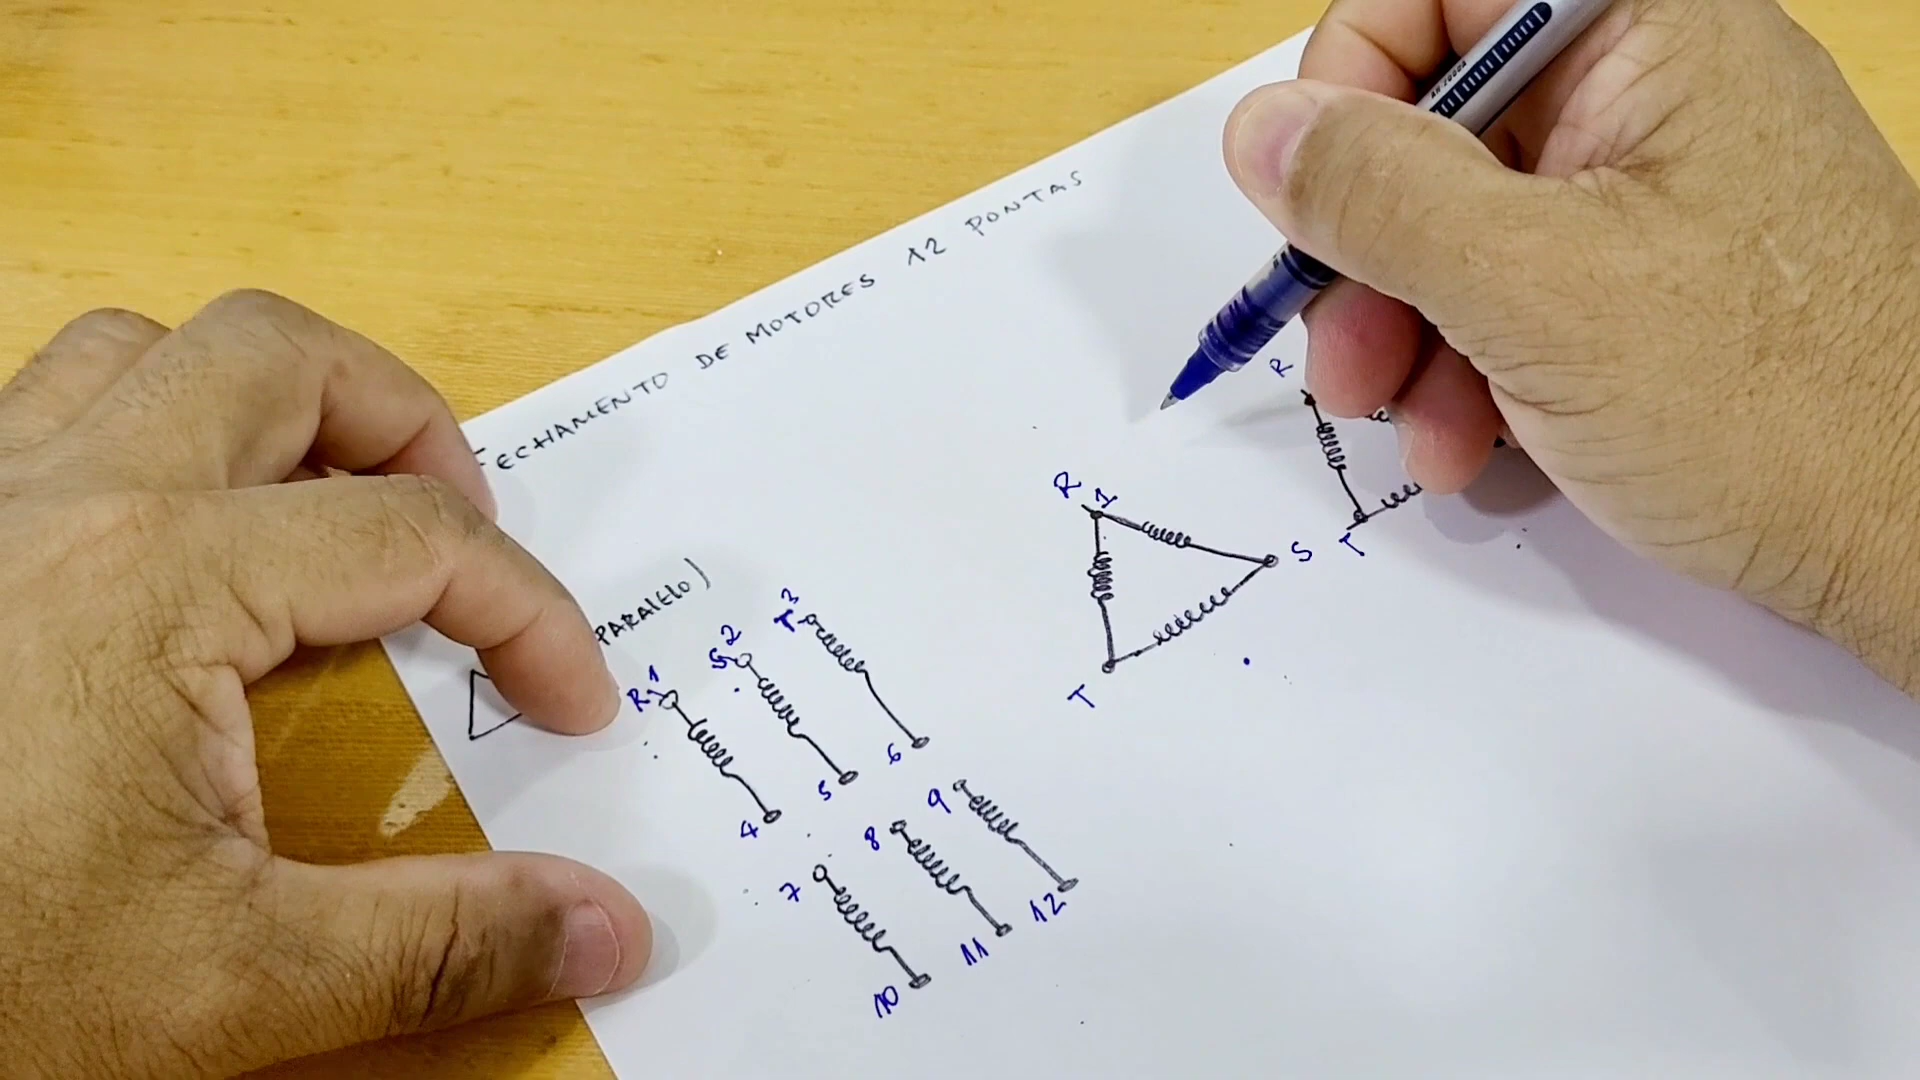 FECHAMENTO DE MOTORES 12 PONTAS
PARALELO)
R 1
S 2
T 3
4
5
6
7
8
9
10
11
12
R 1
S
T
R
T